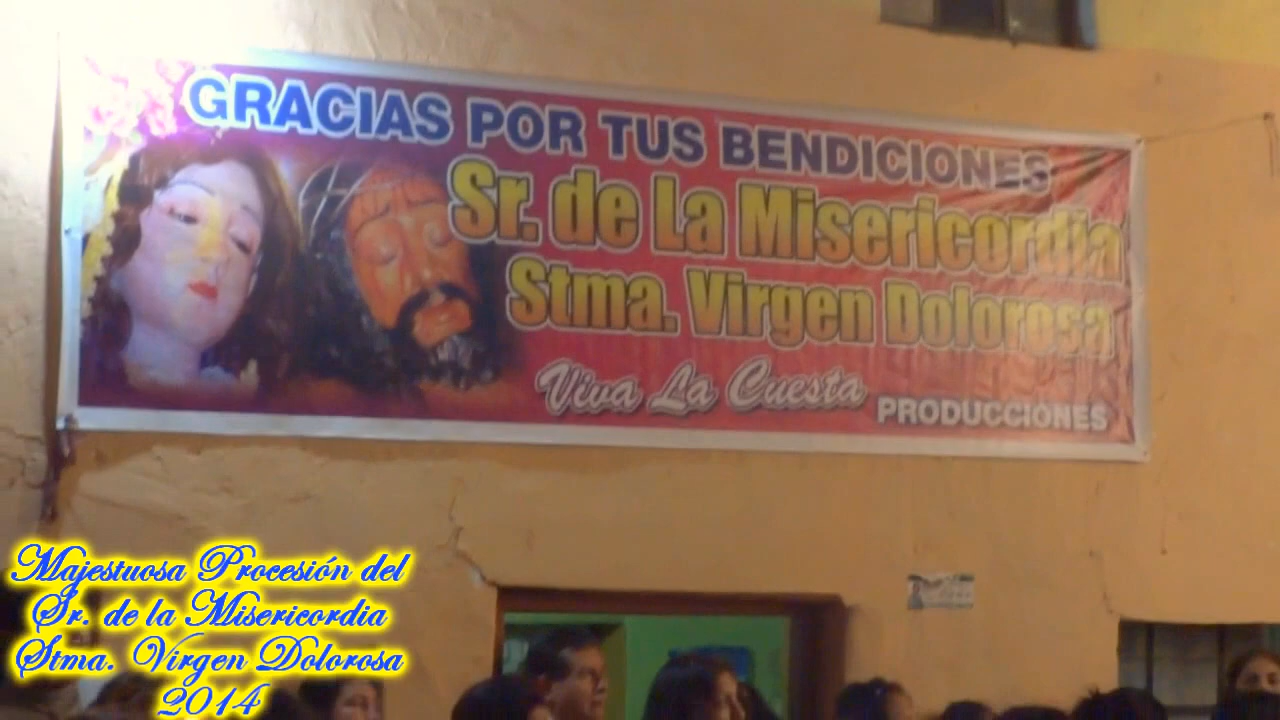 GRACIAS POR TUS BENDICIONES
Sr. de La Misericordia
Stma. Virgen Dolorosa
Viva La Cuesta
PRODUCCIONES
Majestuosa Procesión del
Sr. de la Misericordia
Stma. Virgen Dolorosa
2014